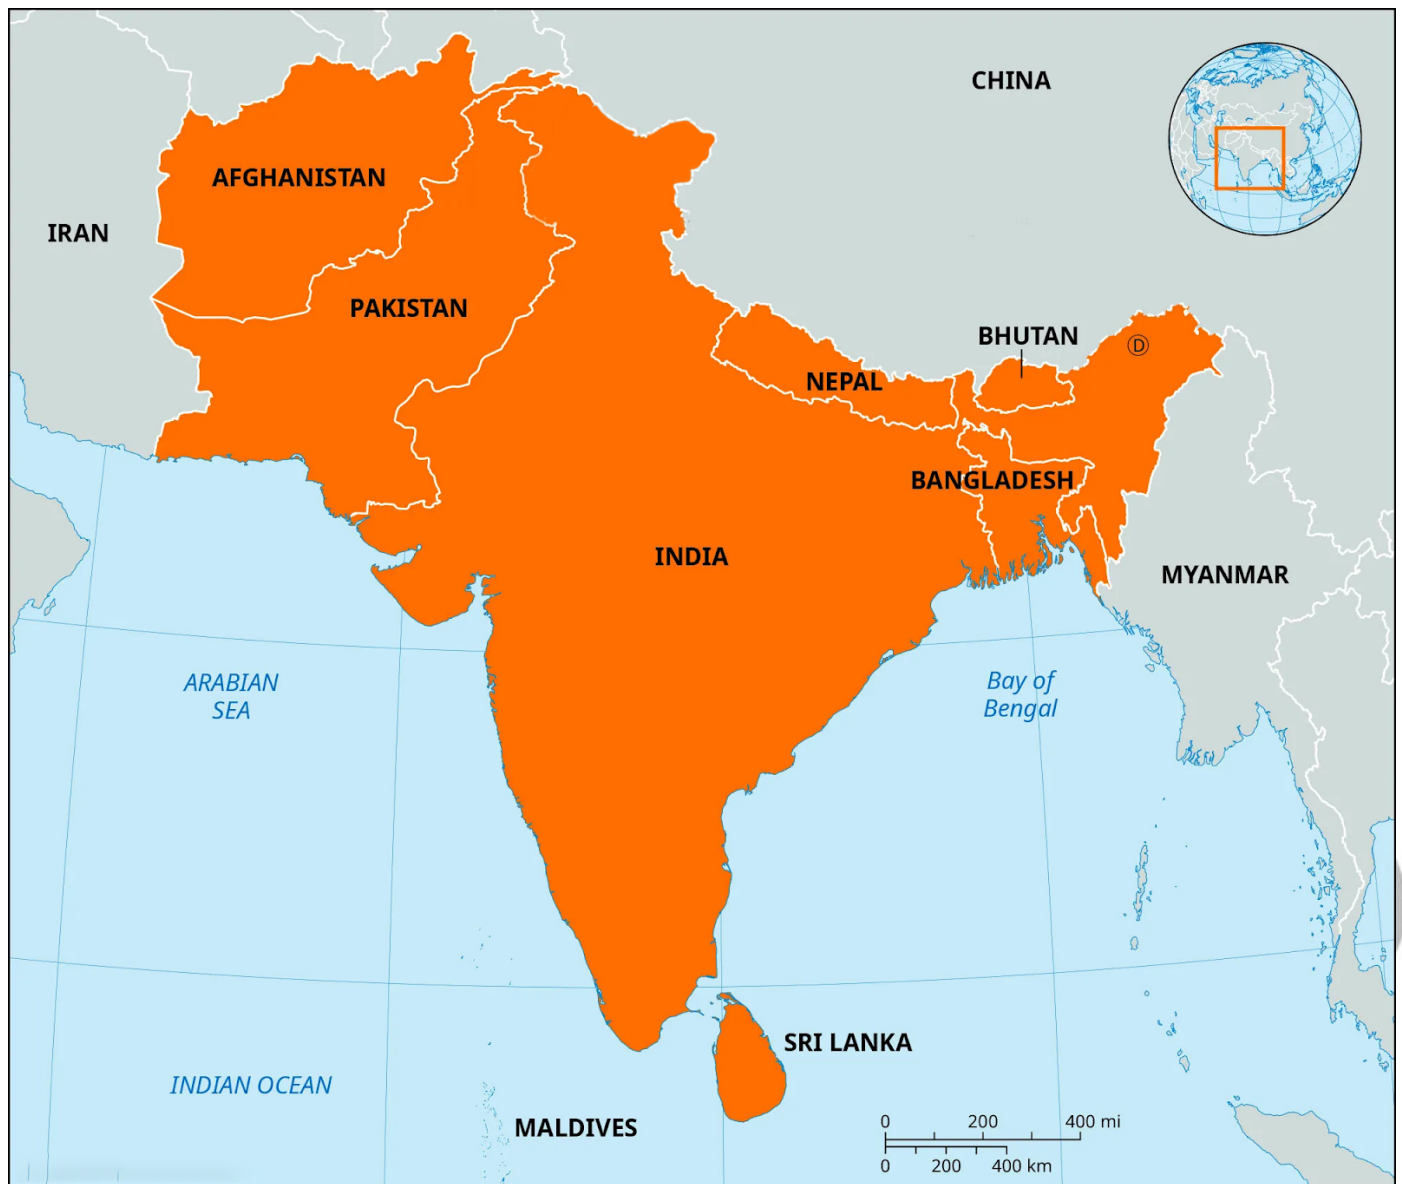 CHINA
AFGHANISTAN
IRAN
PAKISTAN
BHUTAN
Ⓓ
NEPAL
BANGLADESH
INDIA
MYANMAR
ARABIAN
SEA
Bay of
Bengal
SRI LANKA
INDIAN OCEAN
MALDIVES
0 200 400 mi
0 200 400 km